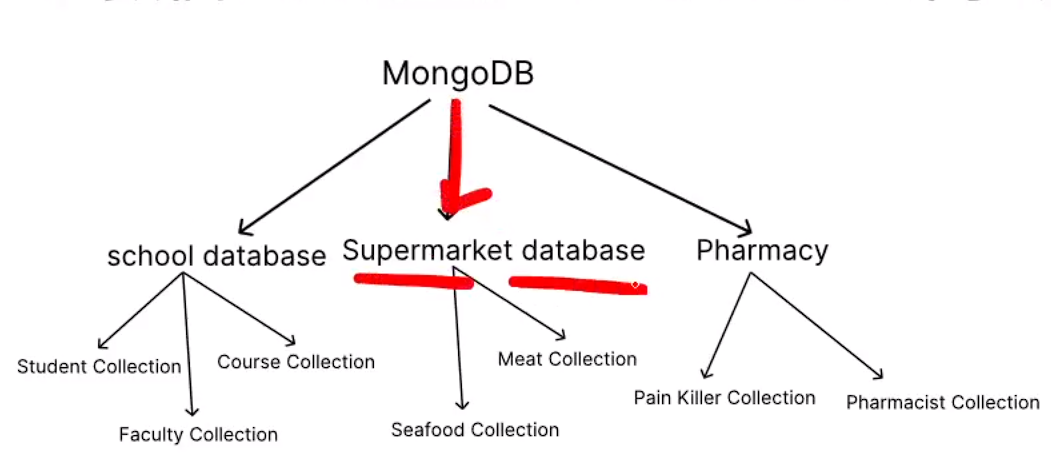 MongoDB
school database
Supermarket database
Pharmacy
Student Collection
Course Collection
Meat Collection
Pain Killer Collection
Pharmacist Collection
Faculty Collection
Seafood Collection